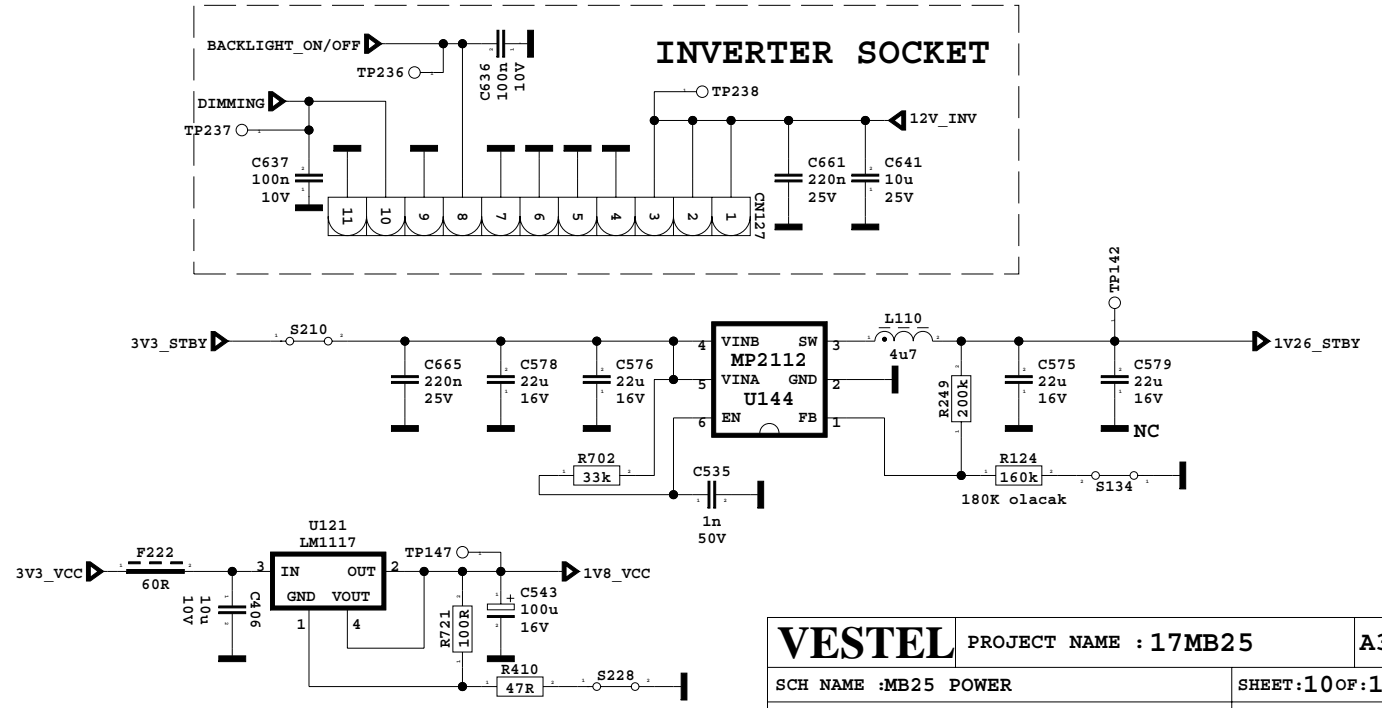 BACKLIGHT_ON/OFF
TP236
C636
100n
10V
INVERTER SOCKET
DIMMING
TP237
TP238
12V_INV
C637
100n
10V
C661
220n
25V
C641
10u
25V
11 10 9 8 7 6 5 4 3 2 1
CN127
TP142
3V3_STBY
S210
C665
220n
25V
C578
22u
16V
C576
22u
16V
4 VINB SW 3
MP2112
5 VINA GND 2
U144
6 EN FB 1
L110
4u7
R249
200k
C575
22u
16V
C579
22u
16V
NC
1V26_STBY
R702
33k
C535
1n
50V
R124
160k
180K olacak
S134
U121
LM1117
3V3_VCC
F222
60R
C406
10u
10V
3 IN OUT 2
GND VOUT
1 4
TP147
1V8_VCC
R721
100R
C543
100u
16V
R410
47R
S228
VESTEL
PROJECT NAME : 17MB25
A3
SCH NAME :MB25 POWER
SHEET:10OF:1